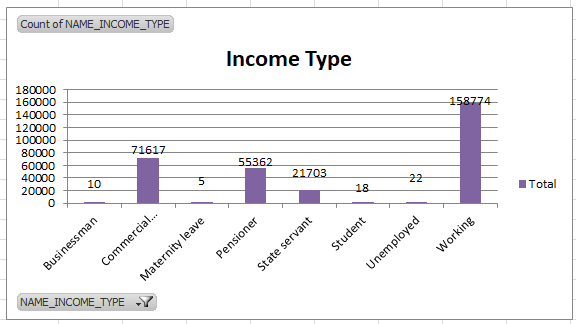 Count of NAME_INCOME_TYPE
Income Type
180000
160000
140000
120000
100000
80000
60000
40000
20000
0
10
71617
5
55362
21703
18
22
158774
Businessman
Commercial...
Maternity leave
Pensioner
State servant
Student
Unemployed
Working
Total
NAME_INCOME_TYPE